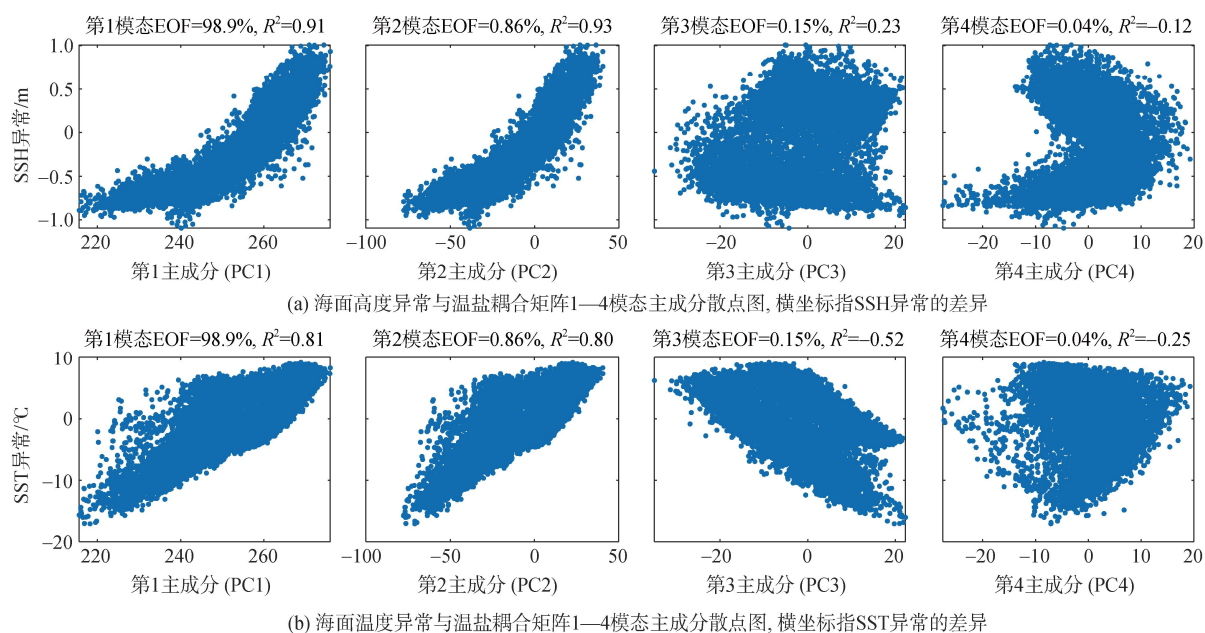 第1模态EOF=98.9%, R²=0.91
第2模态EOF=0.86%, R²=0.93
第3模态EOF=0.15%, R²=0.23
第4模态EOF=0.04%, R²=−0.12
SSH异常/m
1.0
0.5
0
−0.5
−1.0
220 240 260
−100 −50 0 50
−20 0 20
−20 −10 0 10 20
第1主成分 (PC1)
第2主成分 (PC2)
第3主成分 (PC3)
第4主成分 (PC4)
(a) 海面高度异常与温盐耦合矩阵1—4模态主成分散点图, 横坐标指SSH异常的差异
第1模态EOF=98.9%, R²=0.81
第2模态EOF=0.86%, R²=0.80
第3模态EOF=0.15%, R²=−0.52
第4模态EOF=0.04%, R²=−0.25
SST异常/℃
10
0
−10
−20
220 240 260
−100 −50 0 50
−20 0 20
−20 −10 0 10 20
第1主成分 (PC1)
第2主成分 (PC2)
第3主成分 (PC3)
第4主成分 (PC4)
(b) 海面温度异常与温盐耦合矩阵1—4模态主成分散点图, 横坐标指SST异常的差异